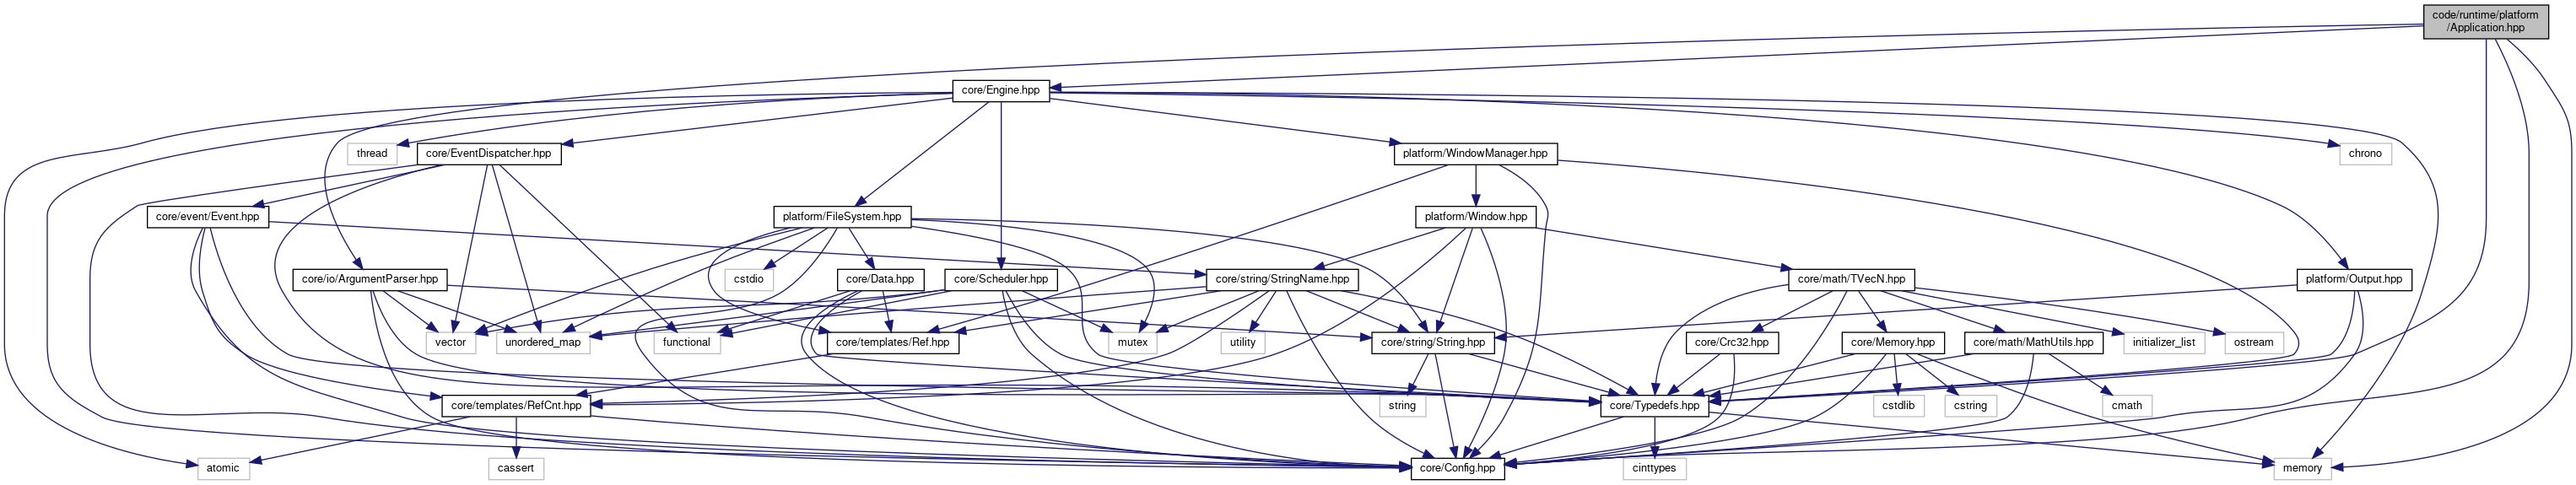 code/runtime/platform
/Application.hpp
core/Engine.hpp
thread
core/EventDispatcher.hpp
platform/WindowManager.hpp
chrono
core/event/Event.hpp
platform/FileSystem.hpp
platform/Window.hpp
core/io/ArgumentParser.hpp
cstdio
core/Data.hpp
core/Scheduler.hpp
core/string/StringName.hpp
core/math/TVecN.hpp
platform/Output.hpp
vector
unordered_map
functional
core/templates/Ref.hpp
mutex
utility
core/string/String.hpp
core/Crc32.hpp
core/Memory.hpp
core/math/MathUtils.hpp
initializer_list
ostream
core/templates/RefCnt.hpp
string
core/Typedefs.hpp
cstdlib
cstring
cmath
atomic
cassert
core/Config.hpp
cinttypes
memory